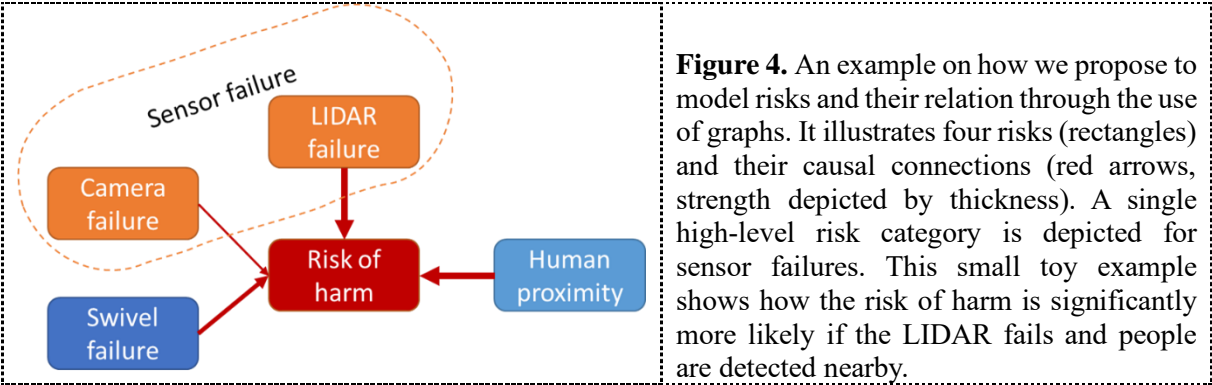 Sensor failure
LIDAR
failure
Camera
failure
Risk of
harm
Human
proximity
Swivel
failure
Figure 4. An example on how we propose to
model risks and their relation through the use
of graphs. It illustrates four risks (rectangles)
and their causal connections (red arrows,
strength depicted by thickness). A single
high-level risk category is depicted for
sensor failures. This small toy example
shows how the risk of harm is significantly
more likely if the LIDAR fails and people
are detected nearby.